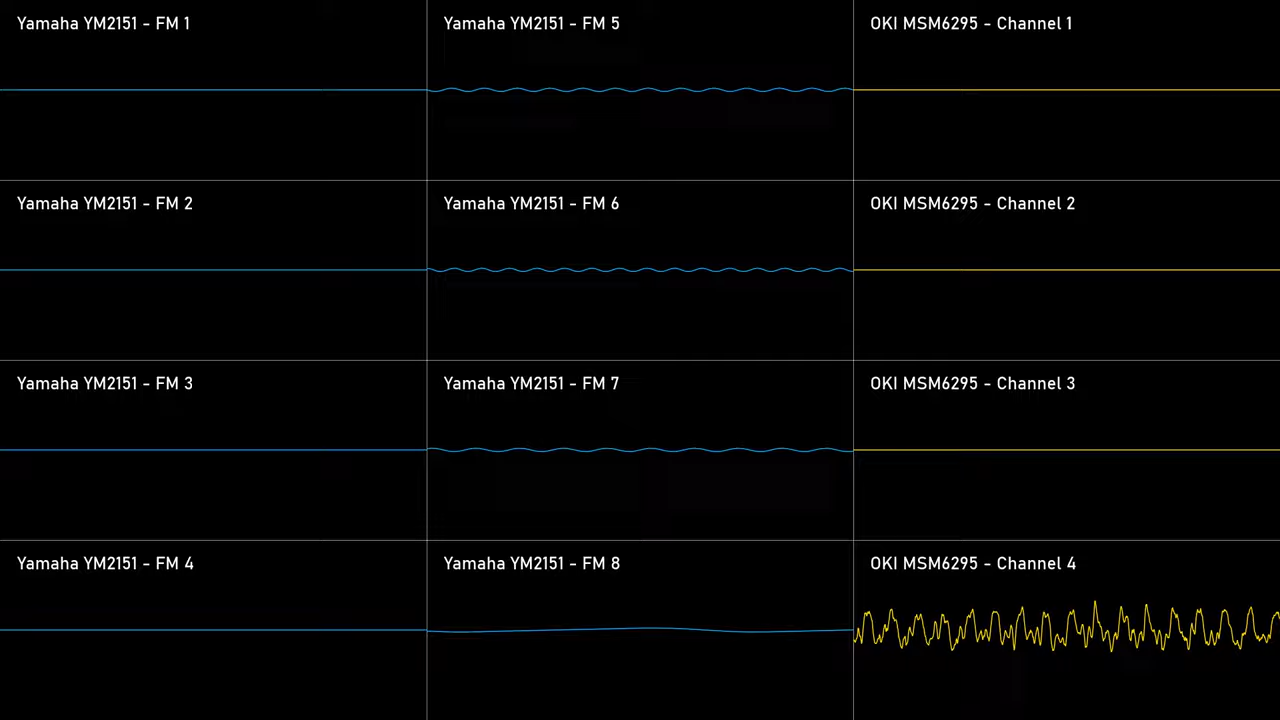 Yamaha YM2151 - FM 1
Yamaha YM2151 - FM 5
OKI MSM6295 - Channel 1
Yamaha YM2151 - FM 2
Yamaha YM2151 - FM 6
OKI MSM6295 - Channel 2
Yamaha YM2151 - FM 3
Yamaha YM2151 - FM 7
OKI MSM6295 - Channel 3
Yamaha YM2151 - FM 4
Yamaha YM2151 - FM 8
OKI MSM6295 - Channel 4